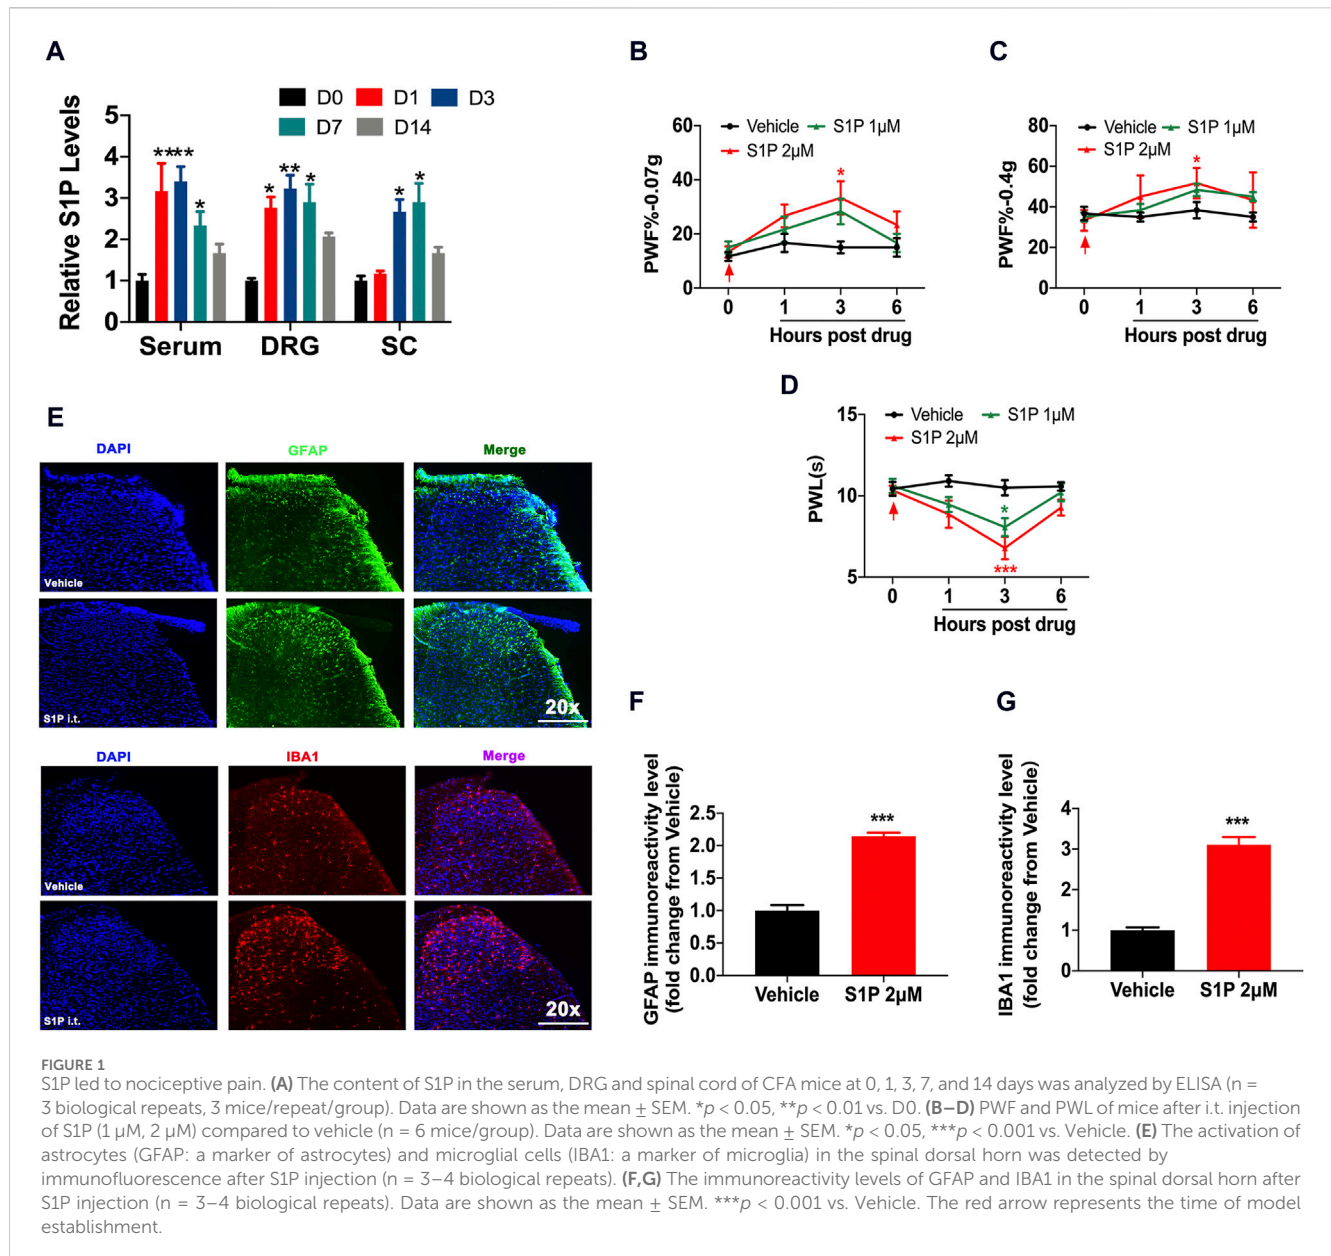 A
Relative S1P Levels
5
4
3
2
1
0
D0 D1 D3
D7 D14
** ** *
* ** *
* *
Serum DRG SC
B
PWF%-0.07g
60
40
20
0
Vehicle S1P 1μM
S1P 2μM
*
0 1 3 6
Hours post drug
C
PWF%-0.4g
80
60
40
20
0
Vehicle S1P 1μM
S1P 2μM
*
0 1 3 6
Hours post drug
D
PWL(s)
15
10
5
Vehicle S1P 1μM
S1P 2μM
*
***
0 1 3 6
Hours post drug
E
DAPI GFAP Merge
Vehicle
S1P i.t.
20x
DAPI IBA1 Merge
Vehicle
S1P i.t.
20x
F
GFAP immunoreactivity level
(fold change from Vehicle)
2.5
2.0
1.5
1.0
0.5
0.0
***
Vehicle S1P 2μM
G
IBA1 immunoreactivity level
(fold change from Vehicle)
4
3
2
1
0
***
Vehicle S1P 2μM
FIGURE 1
S1P led to nociceptive pain. (A) The content of S1P in the serum, DRG and spinal cord of CFA mice at 0, 1, 3, 7, and 14 days was analyzed by ELISA (n =
3 biological repeats, 3 mice/repeat/group). Data are shown as the mean ± SEM. *p < 0.05, **p < 0.01 vs. D0. (B–D) PWF and PWL of mice after i.t. injection
of S1P (1 μM, 2 μM) compared to vehicle (n = 6 mice/group). Data are shown as the mean ± SEM. *p < 0.05, ***p < 0.001 vs. Vehicle. (E) The activation of
astrocytes (GFAP: a marker of astrocytes) and microglial cells (IBA1: a marker of microglia) in the spinal dorsal horn was detected by
immunofluorescence after S1P injection (n = 3–4 biological repeats). (F,G) The immunoreactivity levels of GFAP and IBA1 in the spinal dorsal horn after
S1P injection (n = 3–4 biological repeats). Data are shown as the mean ± SEM. ***p < 0.001 vs. Vehicle. The red arrow represents the time of model
establishment.